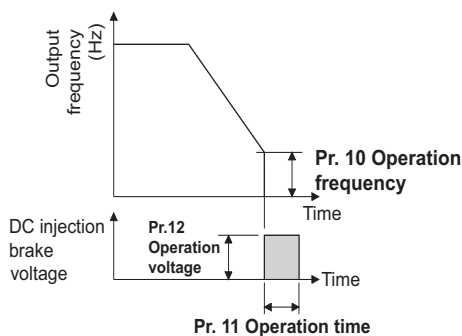 Output
frequency
(Hz)
Pr. 10 Operation
frequency
Time
DC injection
brake
voltage
Pr.12
Operation
voltage
Time
Pr. 11 Operation time